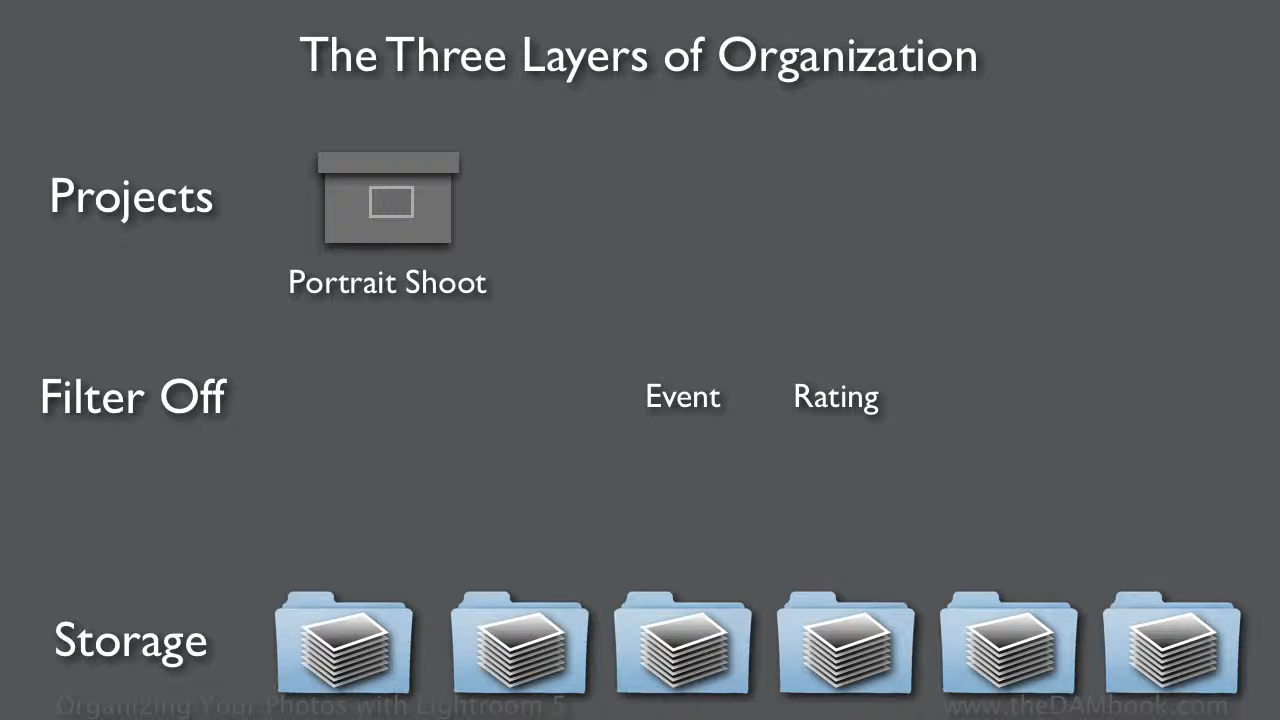 The Three Layers of Organization
Projects
Portrait Shoot
Filter Off
Event Rating
Storage
Organizing Your Photos with Lightroom 5
www.theDAMbook.com